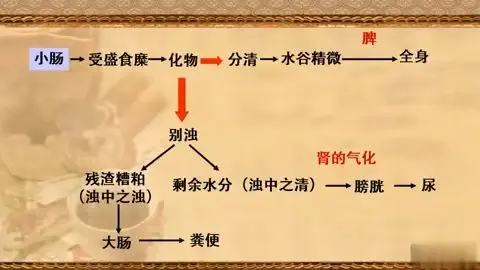 脾
小肠 受盛食糜 化物 分清 水谷精微 全身
别浊
肾的气化
残渣糟粕 剩余水分（浊中之清） 膀胱 尿
（浊中之浊）
大肠 粪便